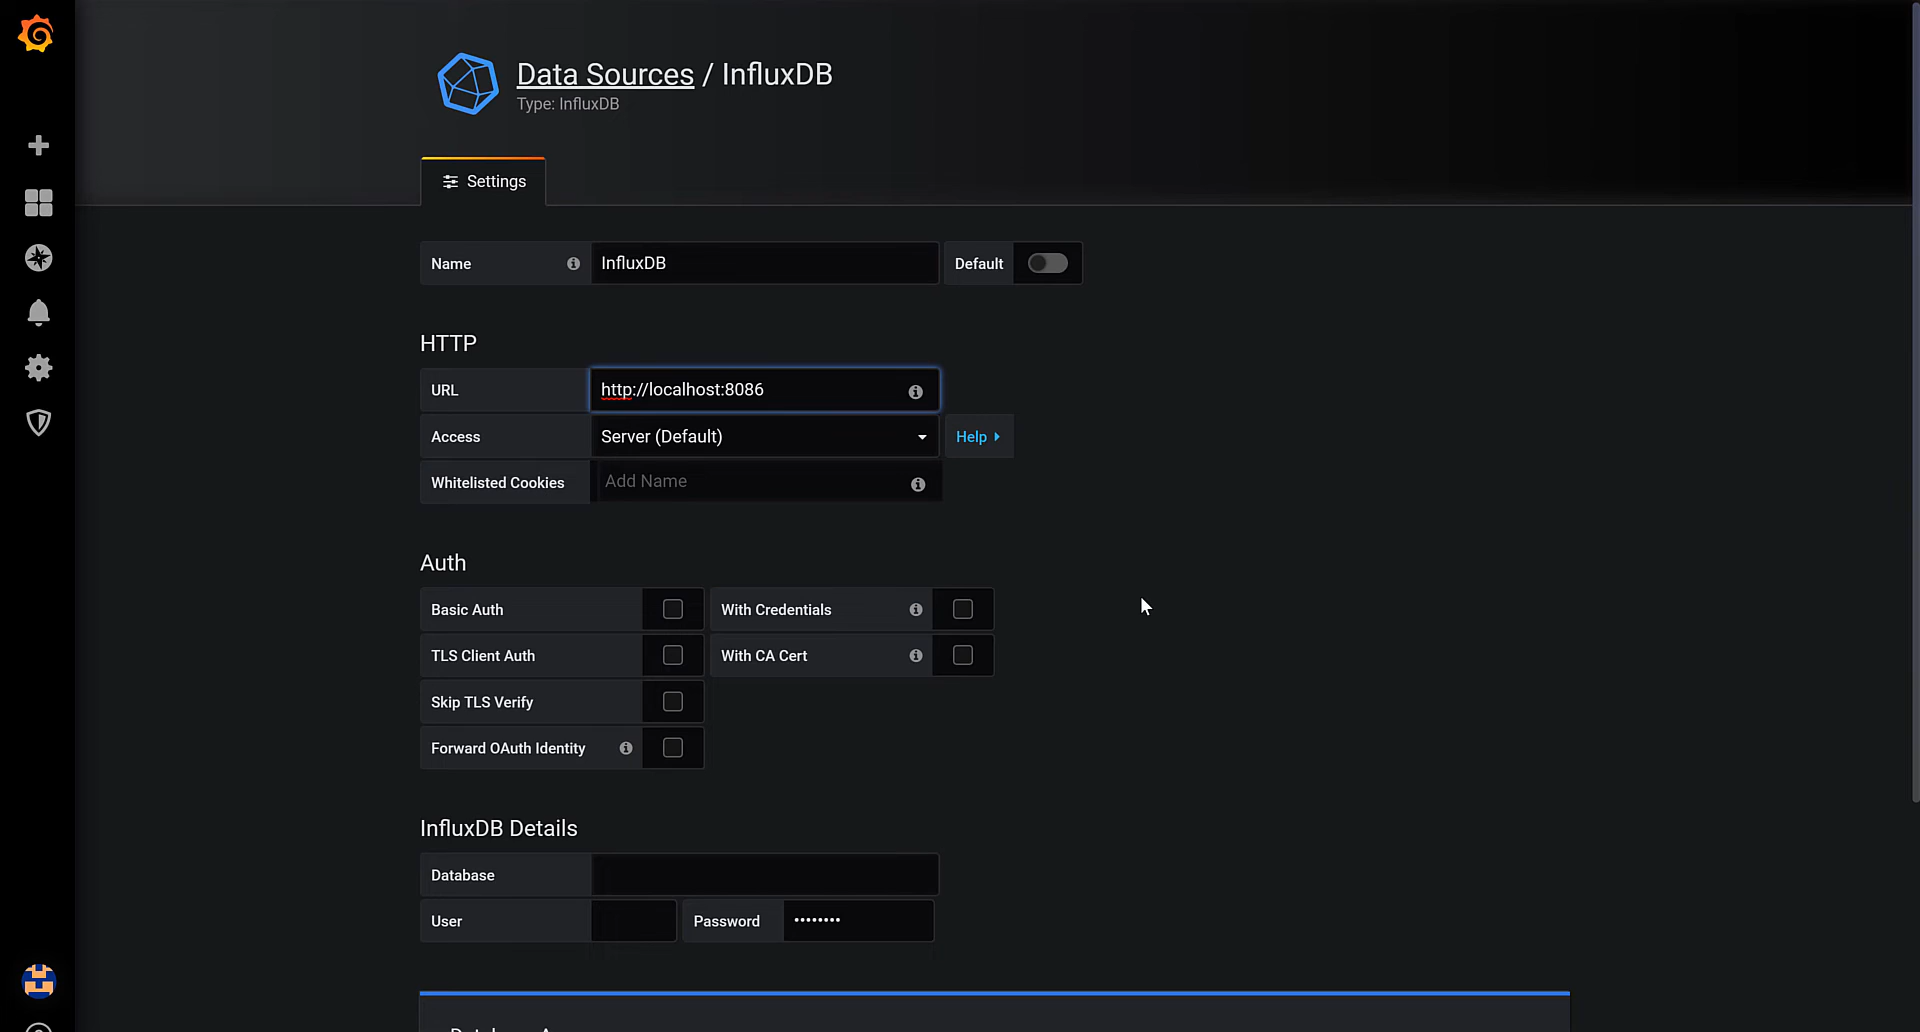 Data Sources / InfluxDB
Type: InfluxDB
Settings
Name InfluxDB Default
HTTP
URL http://localhost:8086
Access Server (Default) Help
Whitelisted Cookies Add Name
Auth
Basic Auth With Credentials
TLS Client Auth With CA Cert
Skip TLS Verify
Forward OAuth Identity
InfluxDB Details
Database
User Password ••••••••